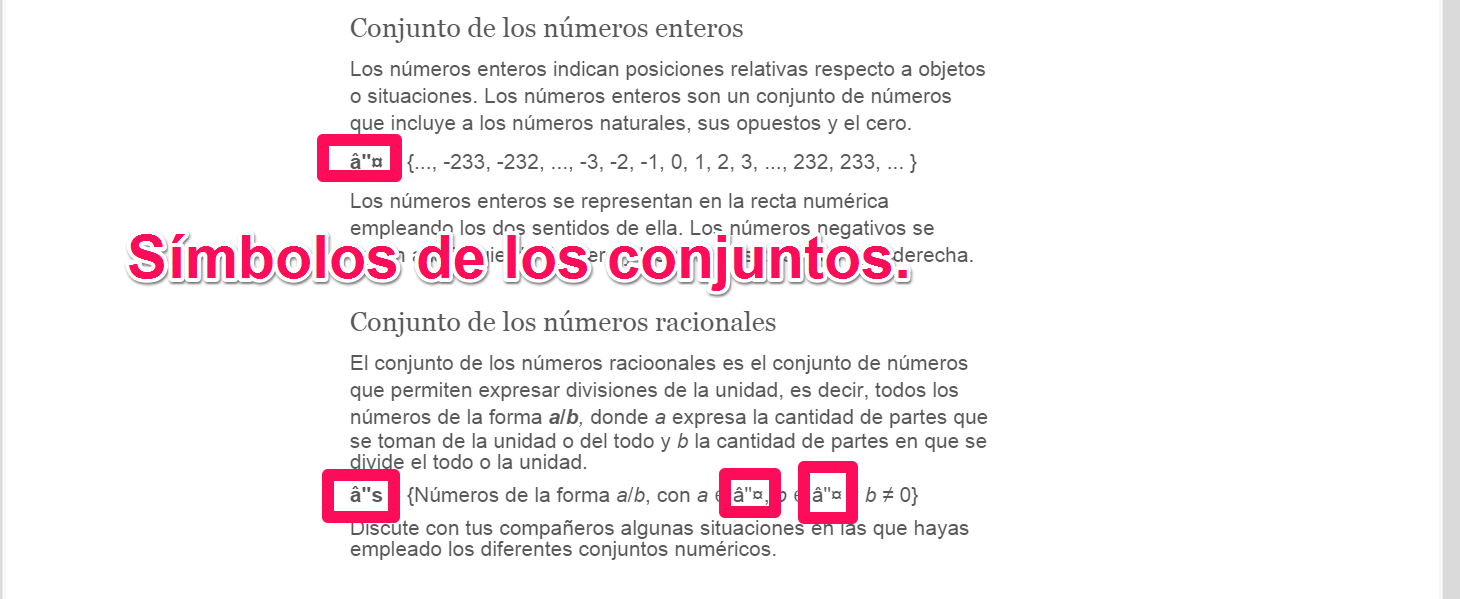 Conjunto de los números enteros
Los números enteros indican posiciones relativas respecto a objetos
o situaciones. Los números enteros son un conjunto de números
que incluye a los números naturales, sus opuestos y el cero.
â"¤ {..., -233, -232, ..., -3, -2, -1, 0, 1, 2, 3, ..., 232, 233, ... }
Los números enteros se representan en la recta numérica
empleando los dos sentidos de ella. Los números negativos se
derecha.
Símbolos de los conjuntos.
Conjunto de los números racionales
El conjunto de los números racioonales es el conjunto de números
que permiten expresar divisiones de la unidad, es decir, todos los
números de la forma a/b, donde a expresa la cantidad de partes que
se toman de la unidad o del todo y b la cantidad de partes en que se
divide el todo o la unidad.
â"s {Números de la forma a/b, con a â"¤, b â"¤ b ≠ 0}
Discute con tus compañeros algunas situaciones en las que hayas
empleado los diferentes conjuntos numéricos.